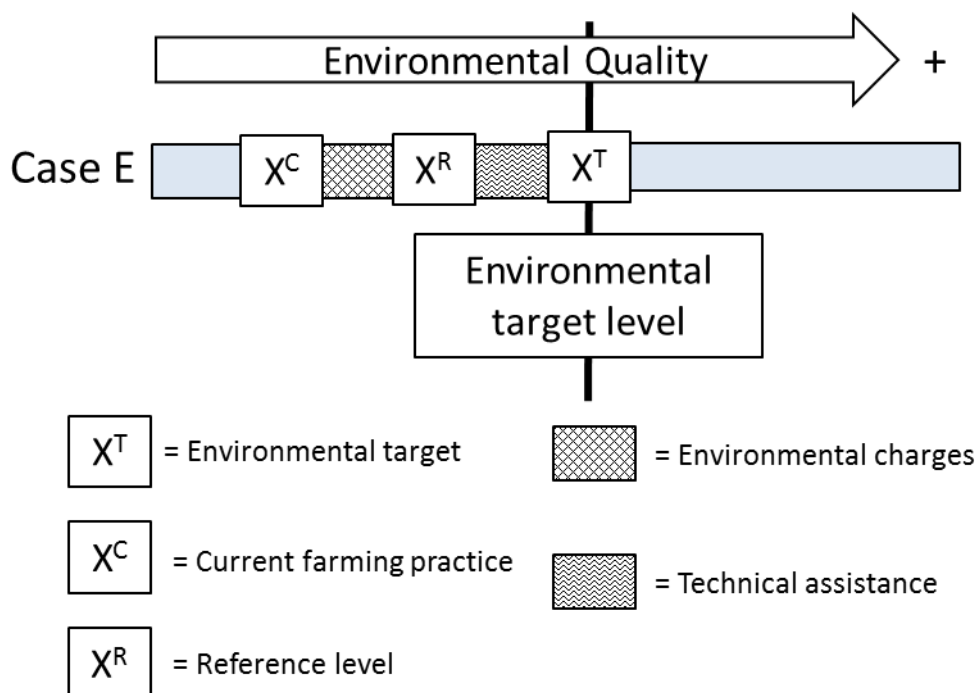 Environmental Quality +
Case E X^C X^R X^T
Environmental
target level
X^T = Environmental target
= Environmental charges
X^C = Current farming practice
= Technical assistance
X^R = Reference level